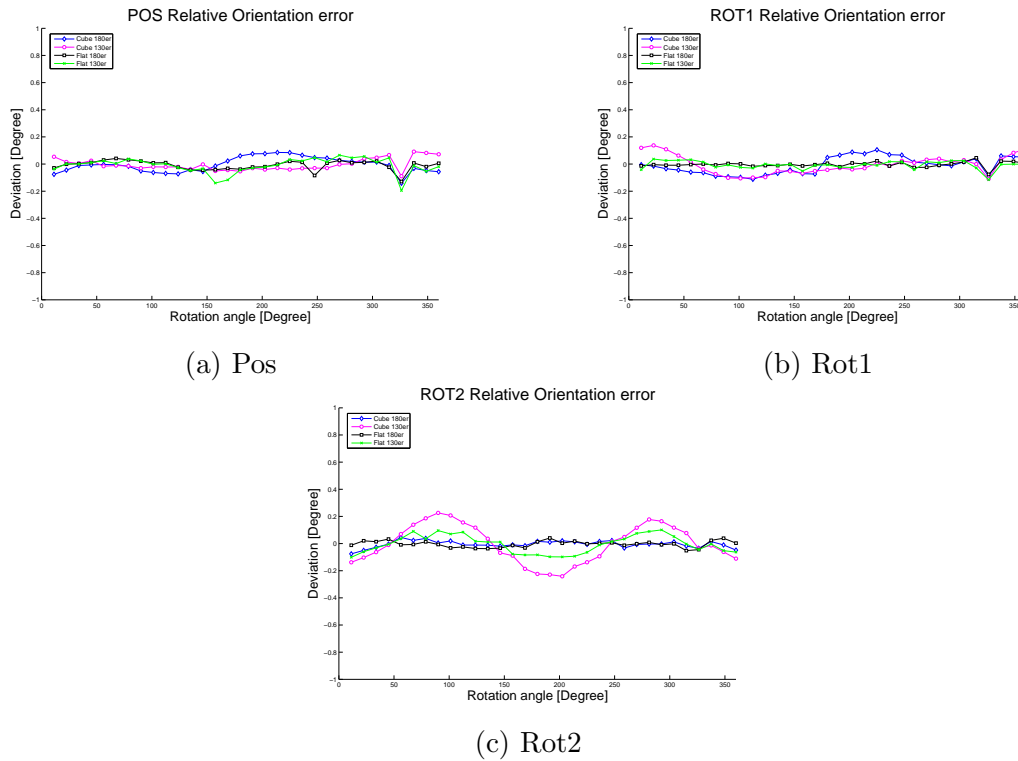 POS Relative Orientation error
Cube 180er
Cube 130er
Flat 180er
Flat 130er
1
0.8
0.6
0.4
0.2
0
−0.2
−0.4
−0.6
−0.8
−1
Deviation [Degree]
0 50 100 150 200 250 300 350
Rotation angle [Degree]
(a) Pos
ROT1 Relative Orientation error
Cube 180er
Cube 130er
Flat 180er
Flat 130er
1
0.8
0.6
0.4
0.2
0
−0.2
−0.4
−0.6
−0.8
−1
Deviation [Degree]
0 50 100 150 200 250 300 350
Rotation angle [Degree]
(b) Rot1
ROT2 Relative Orientation error
Cube 180er
Cube 130er
Flat 180er
Flat 130er
1
0.8
0.6
0.4
0.2
0
−0.2
−0.4
−0.6
−0.8
−1
Deviation [Degree]
0 50 100 150 200 250 300 350
Rotation angle [Degree]
(c) Rot2